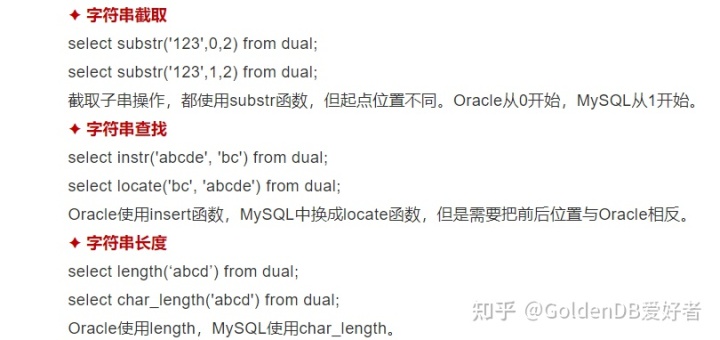 ✦ 字符串截取
select substr('123',0,2) from dual;
select substr('123',1,2) from dual;
截取子串操作，都使用substr函数，但起点位置不同。Oracle从0开始，MySQL从1开始。
✦ 字符串查找
select instr('abcde', 'bc') from dual;
select locate('bc', 'abcde') from dual;
Oracle使用insert函数，MySQL中换成locate函数，但是需要把前后位置与Oracle相反。
✦ 字符串长度
select length(‘abcd’) from dual;
select char_length('abcd') from dual;
Oracle使用length，MySQL使用char_length。
知乎 @GoldenDB爱好者